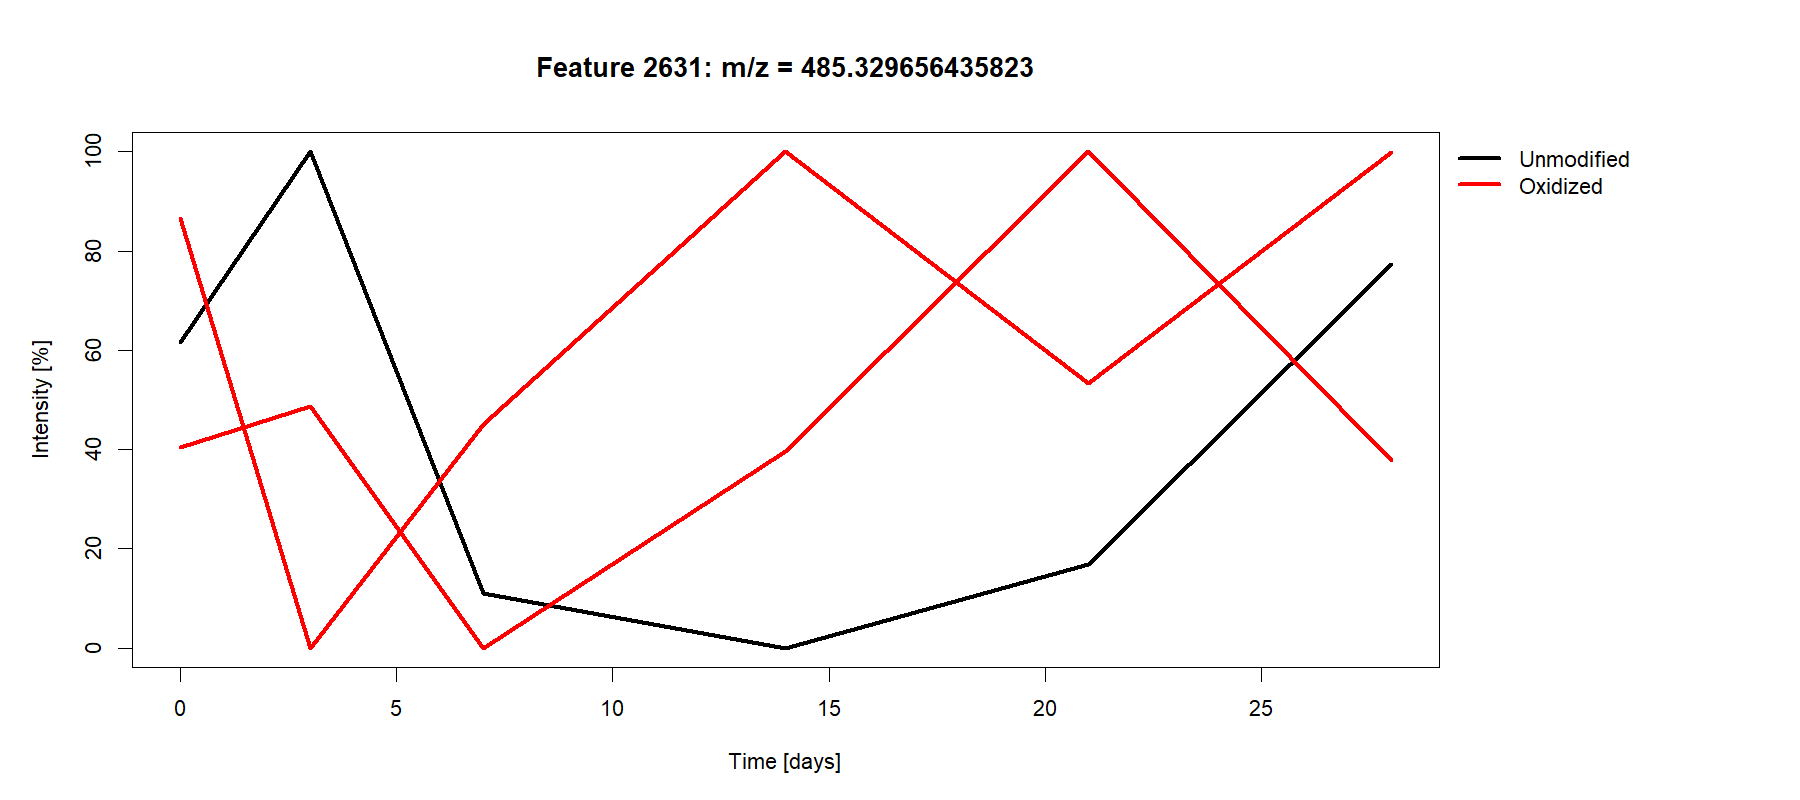 Feature 2631: m/z = 485.329656435823
Unmodified
Oxidized
Intensity [%]
100
80
60
40
20
0
0 5 10 15 20 25
Time [days]